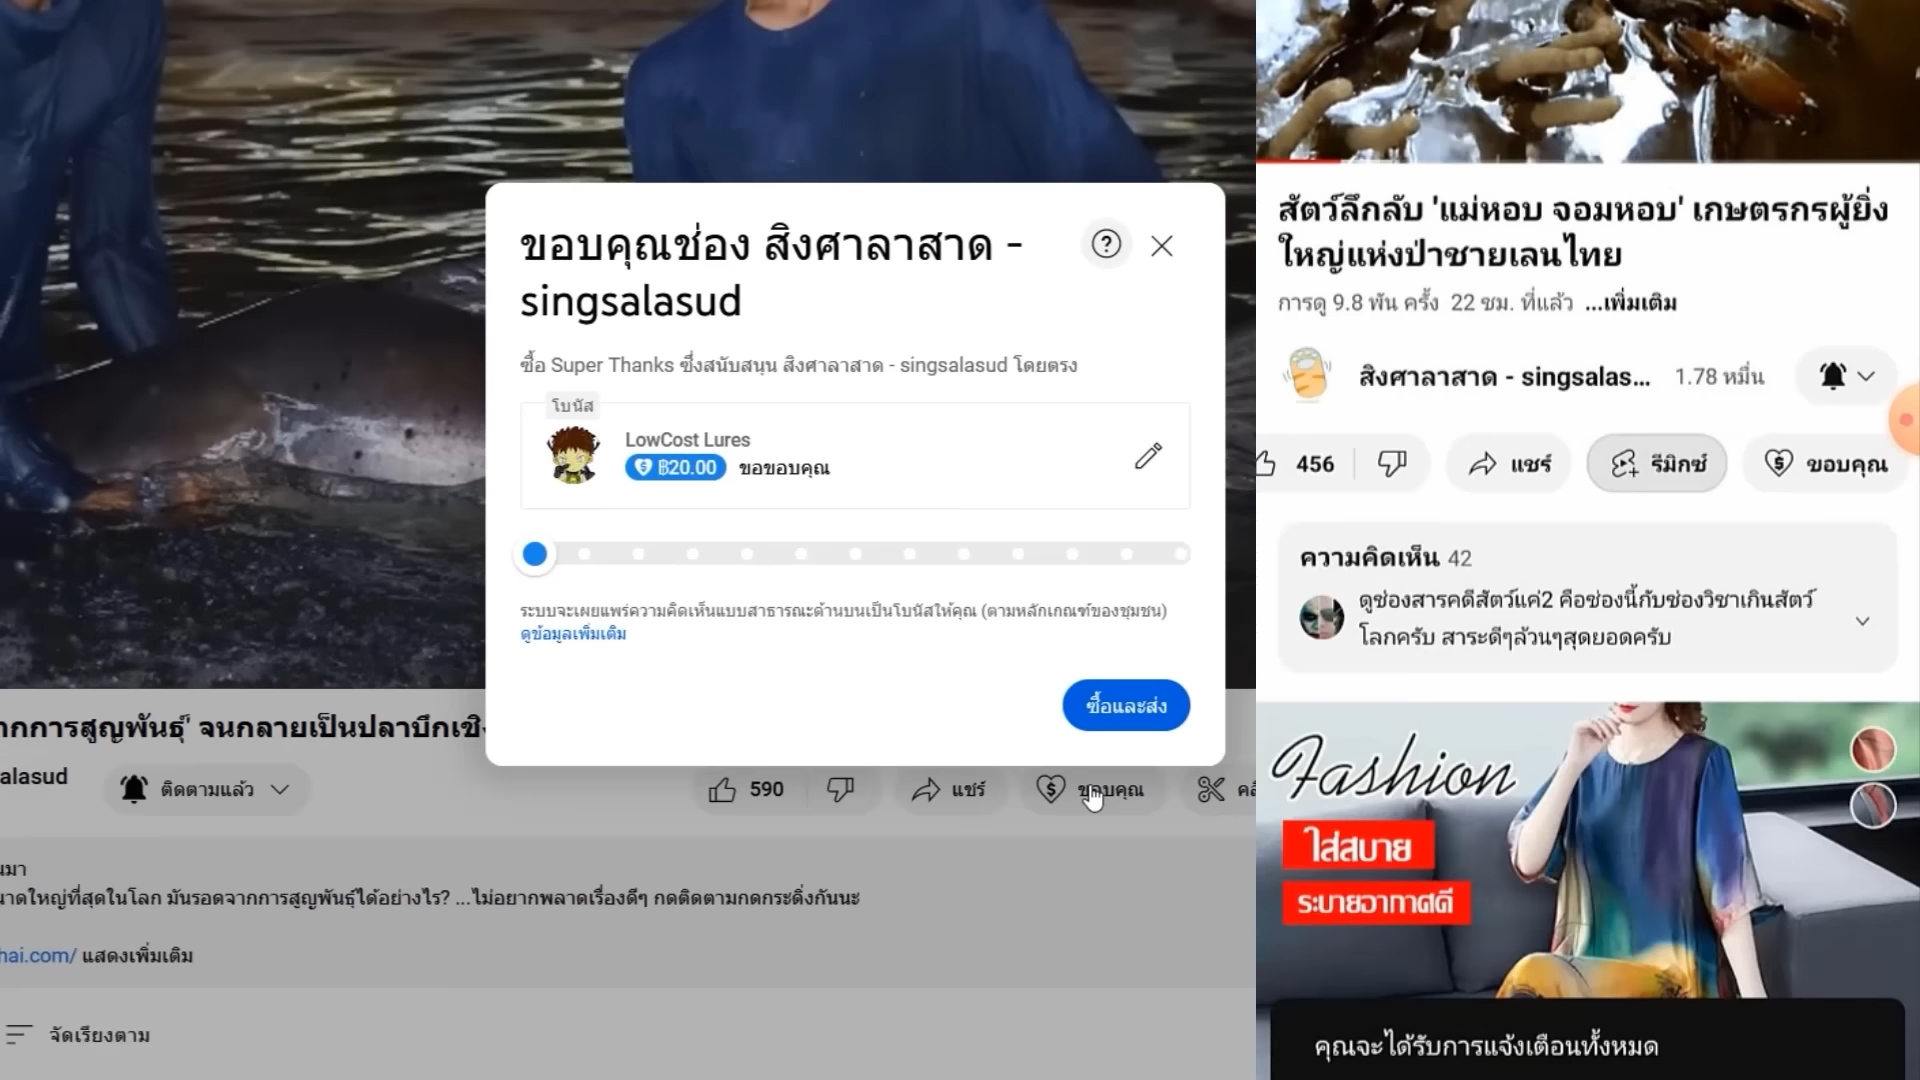 ขอบคุณช่อง สิงศาลาสาด -
singsalasud
ซื้อ Super Thanks ซึ่งสนับสนุน สิงศาลาสาด - singsalasud โดยตรง
โบนัส
LowCost Lures
฿20.00 ขอขอบคุณ
ระบบจะเผยแพร่ความคิดเห็นแบบสาธารณะด้านบนเป็นโบนัสให้คุณ (ตามหลักเกณฑ์ของชุมชน)
ดูข้อมูลเพิ่มเติม
ซื้อและส่ง
จากการสูญพันธุ์' จนกลายเป็นปลาบึกเชิ
alasud
ติดตามแล้ว
590
แชร์
ขอบคุณ
นมา
นาดใหญ่ที่สุดในโลก มันรอดจากการสูญพันธุ์ได้อย่างไร? ...ไม่อยากพลาดเรื่องดีๆ กดติดตามกดกระดิ่งกันนะ
hai.com/ แสดงเพิ่มเติม
จัดเรียงตาม
สัตว์ลึกลับ 'แม่หอบ จอมหอบ' เกษตรกรผู้ยิ่ง
ใหญ่แห่งป่าชายเลนไทย
การดู 9.8 พัน ครั้ง 22 ชม. ที่แล้ว ...เพิ่มเติม
สิงศาลาสาด - singsalas... 1.78 หมื่น
456
แชร์
รีมิกซ์
ขอบคุณ
ความคิดเห็น 42
ดูช่องสารคดีสัตว์แค่2 คือช่องนี้กับช่องวิชาเกินสัตว์
โลกครับ สาระดีๆล้วนๆสุดยอดครับ
Fashion
ใส่สบาย
ระบายอากาศดี
คุณจะได้รับการแจ้งเตือนทั้งหมด